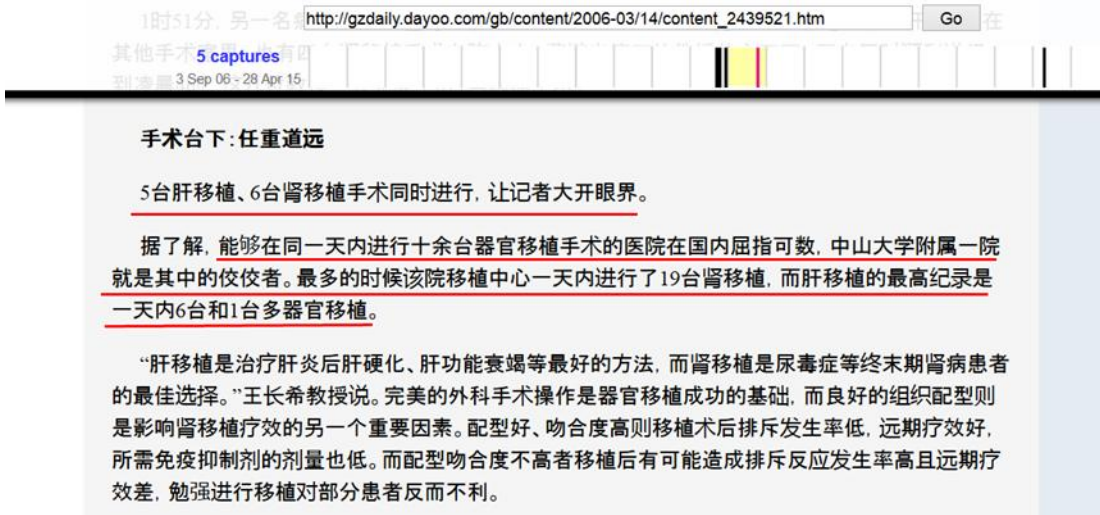 1时51分,另一名
http://gzdaily.dayoo.com/gb/content/2006-03/14/content_2439521.htm
Go
在
其他手术
5 captures
3 Sep 06 - 28 Apr 15
手术台下:任重道远
5台肝移植、6台肾移植手术同时进行,让记者大开眼界。
据了解,能够在同一天内进行十余台器官移植手术的医院在国内屈指可数,中山大学附属一院
就是其中的佼佼者。最多的时候该院移植中心一天内进行了19台肾移植,而肝移植的最高纪录是
一天内6台和1台多器官移植。
“肝移植是治疗肝炎后肝硬化、肝功能衰竭等最好的方法,而肾移植是尿毒症等终末期肾病患者
的最佳选择。”王长希教授说。完美的外科手术操作是器官移植成功的基础,而良好的组织配型则
是影响肾移植疗效的另一个重要因素。配型好、吻合度高则移植术后排斥发生率低,远期疗效好,
所需免疫抑制剂的剂量也低。而配型吻合度不高者移植后有可能造成排斥反应发生率高且远期疗
效差,勉强进行移植对部分患者反而不利。